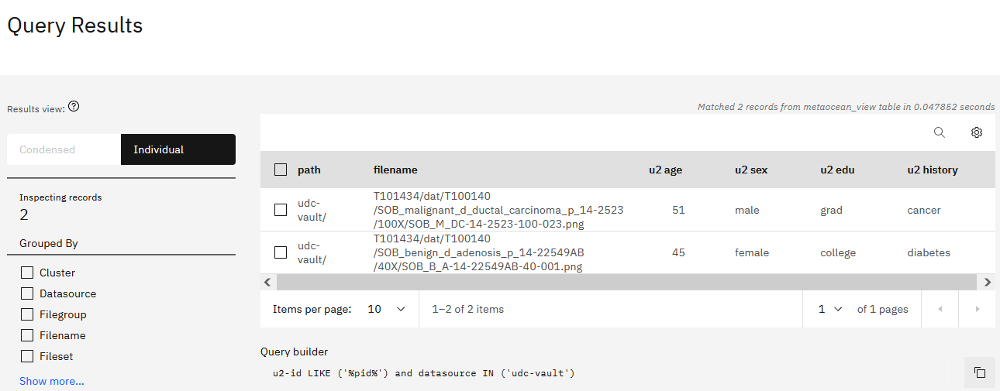 Query Results
Results view:
Matched 2 records from metaocean_view table in 0.047852 seconds
Condensed
Individual
Inspecting records
2
Grouped By
Cluster
Datasource
Filegroup
Filename
Fileset
Show more...
path filename u2 age u2 sex u2 edu u2 history
udc-
vault/
T101434/dat/T100140
/SOB_malignant_d_ductal_carcinoma_p_14-2523
/100X/SOB_M_DC-14-2523-100-023.png
51 male grad cancer
udc-
vault/
T101434/dat/T100140
/SOB_benign_d_adenosis_p_14-22549AB
/40X/SOB_B_A-14-22549AB-40-001.png
45 female college diabetes
Items per page: 10 1–2 of 2 items 1 of 1 pages
Query builder
u2-id LIKE ('%pid%') and datasource IN ('udc-vault')